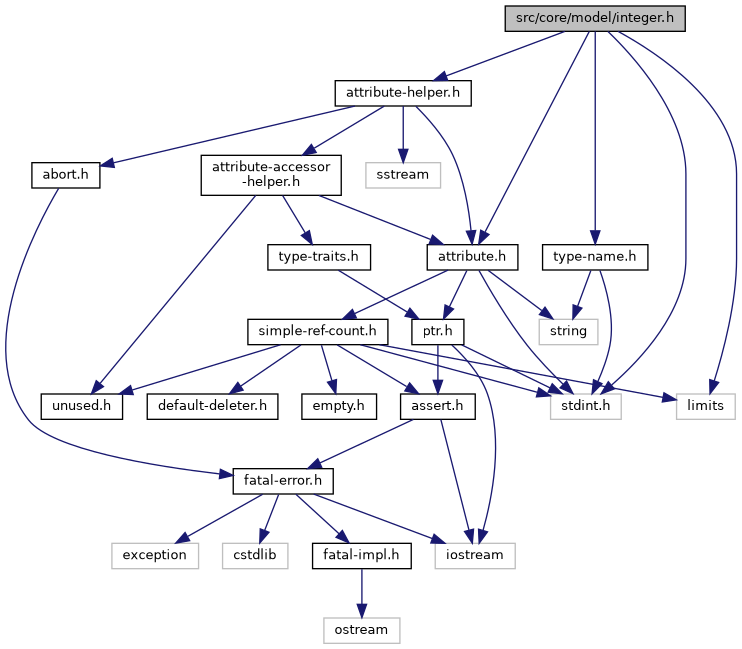 src/core/model/integer.h
attribute-helper.h
abort.h
attribute-accessor
-helper.h
sstream
type-traits.h
attribute.h
type-name.h
simple-ref-count.h
ptr.h
string
unused.h
default-deleter.h
empty.h
assert.h
stdint.h
limits
fatal-error.h
exception
cstdlib
fatal-impl.h
iostream
ostream